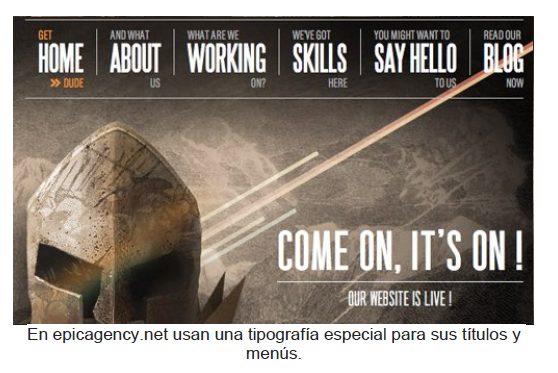 GET
HOME
>> DUDE
AND WHAT
ABOUT
US
WHAT ARE WE
WORKING
ON?
WE'VE GOT
SKILLS
HERE
YOU MIGHT WANT TO
SAY HELLO
TO US
READ OUR
BLOG
NOW
COME ON, IT'S ON !
OUR WEBSITE IS LIVE !
En epicagency.net usan una tipografía especial para sus títulos y
menús.